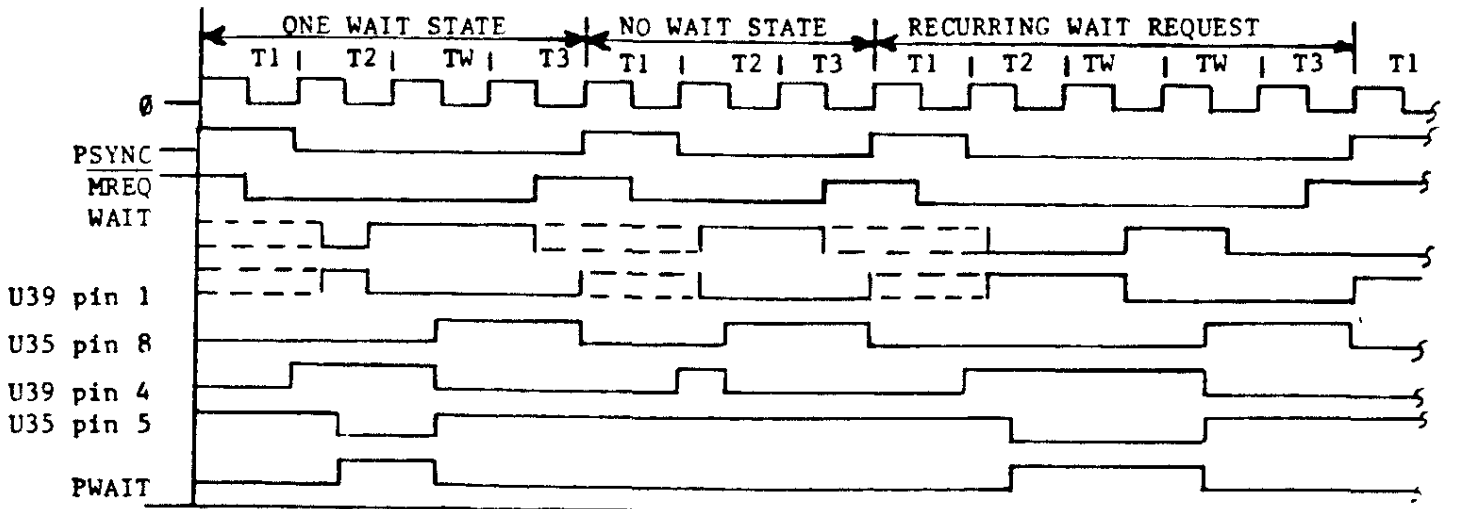 ONE WAIT STATE NO WAIT STATE RECURRING WAIT REQUEST
T1 T2 TW T3 T1 T2 T3 T1 T2 TW TW T3 T1
ø
PSYNC
MREQ
WAIT
U39 pin 1
U35 pin 8
U39 pin 4
U35 pin 5
PWAIT